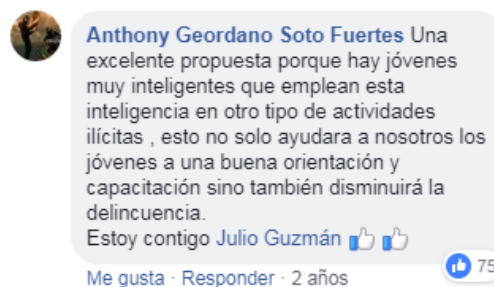 Anthony Geordano Soto Fuertes Una
excelente propuesta porque hay jóvenes
muy inteligentes que emplean esta
inteligencia en otro tipo de actividades
ilícitas , esto no solo ayudara a nosotros los
jóvenes a una buena orientación y
capacitación sino también disminuirá la
delincuencia.
Estoy contigo Julio Guzmán 👍👍
75
Me gusta · Responder · 2 años